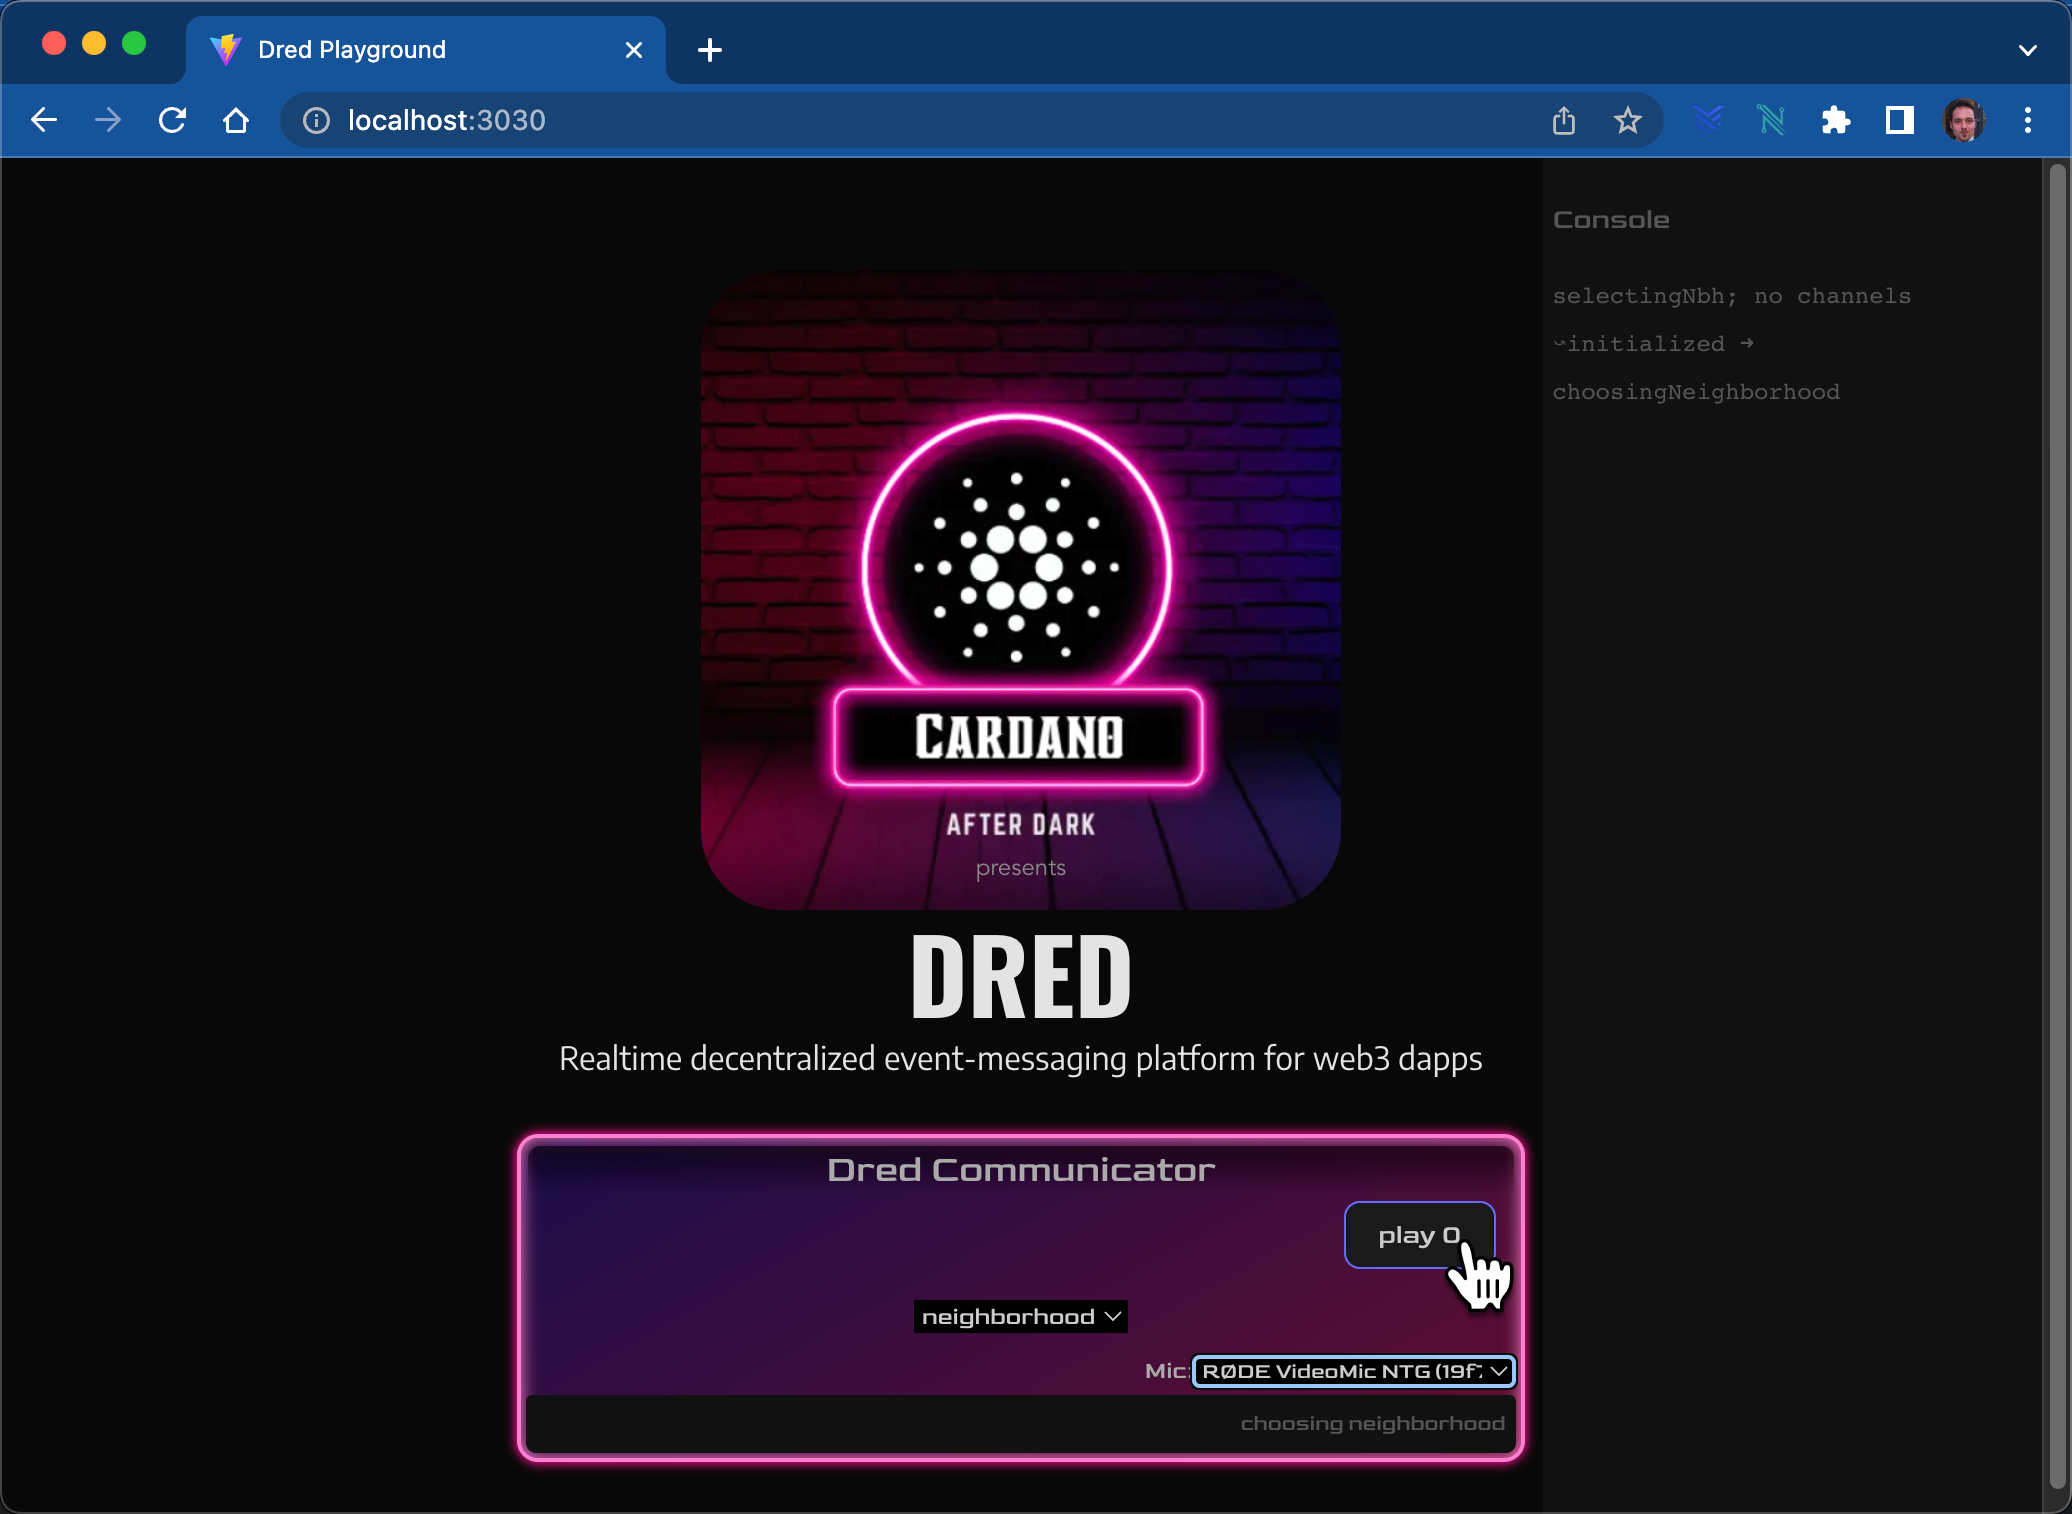 Dred Playground
localhost:3030
Console
selectingNbh; no channels
⤳initialized ➜
choosingNeighborhood
CARDANO
AFTER DARK
presents
DRED
Realtime decentralized event-messaging platform for web3 dapps
Dred Communicator
play 0
neighborhood
Mic: RØDE VideoMic NTG (19f7
choosing neighborhood